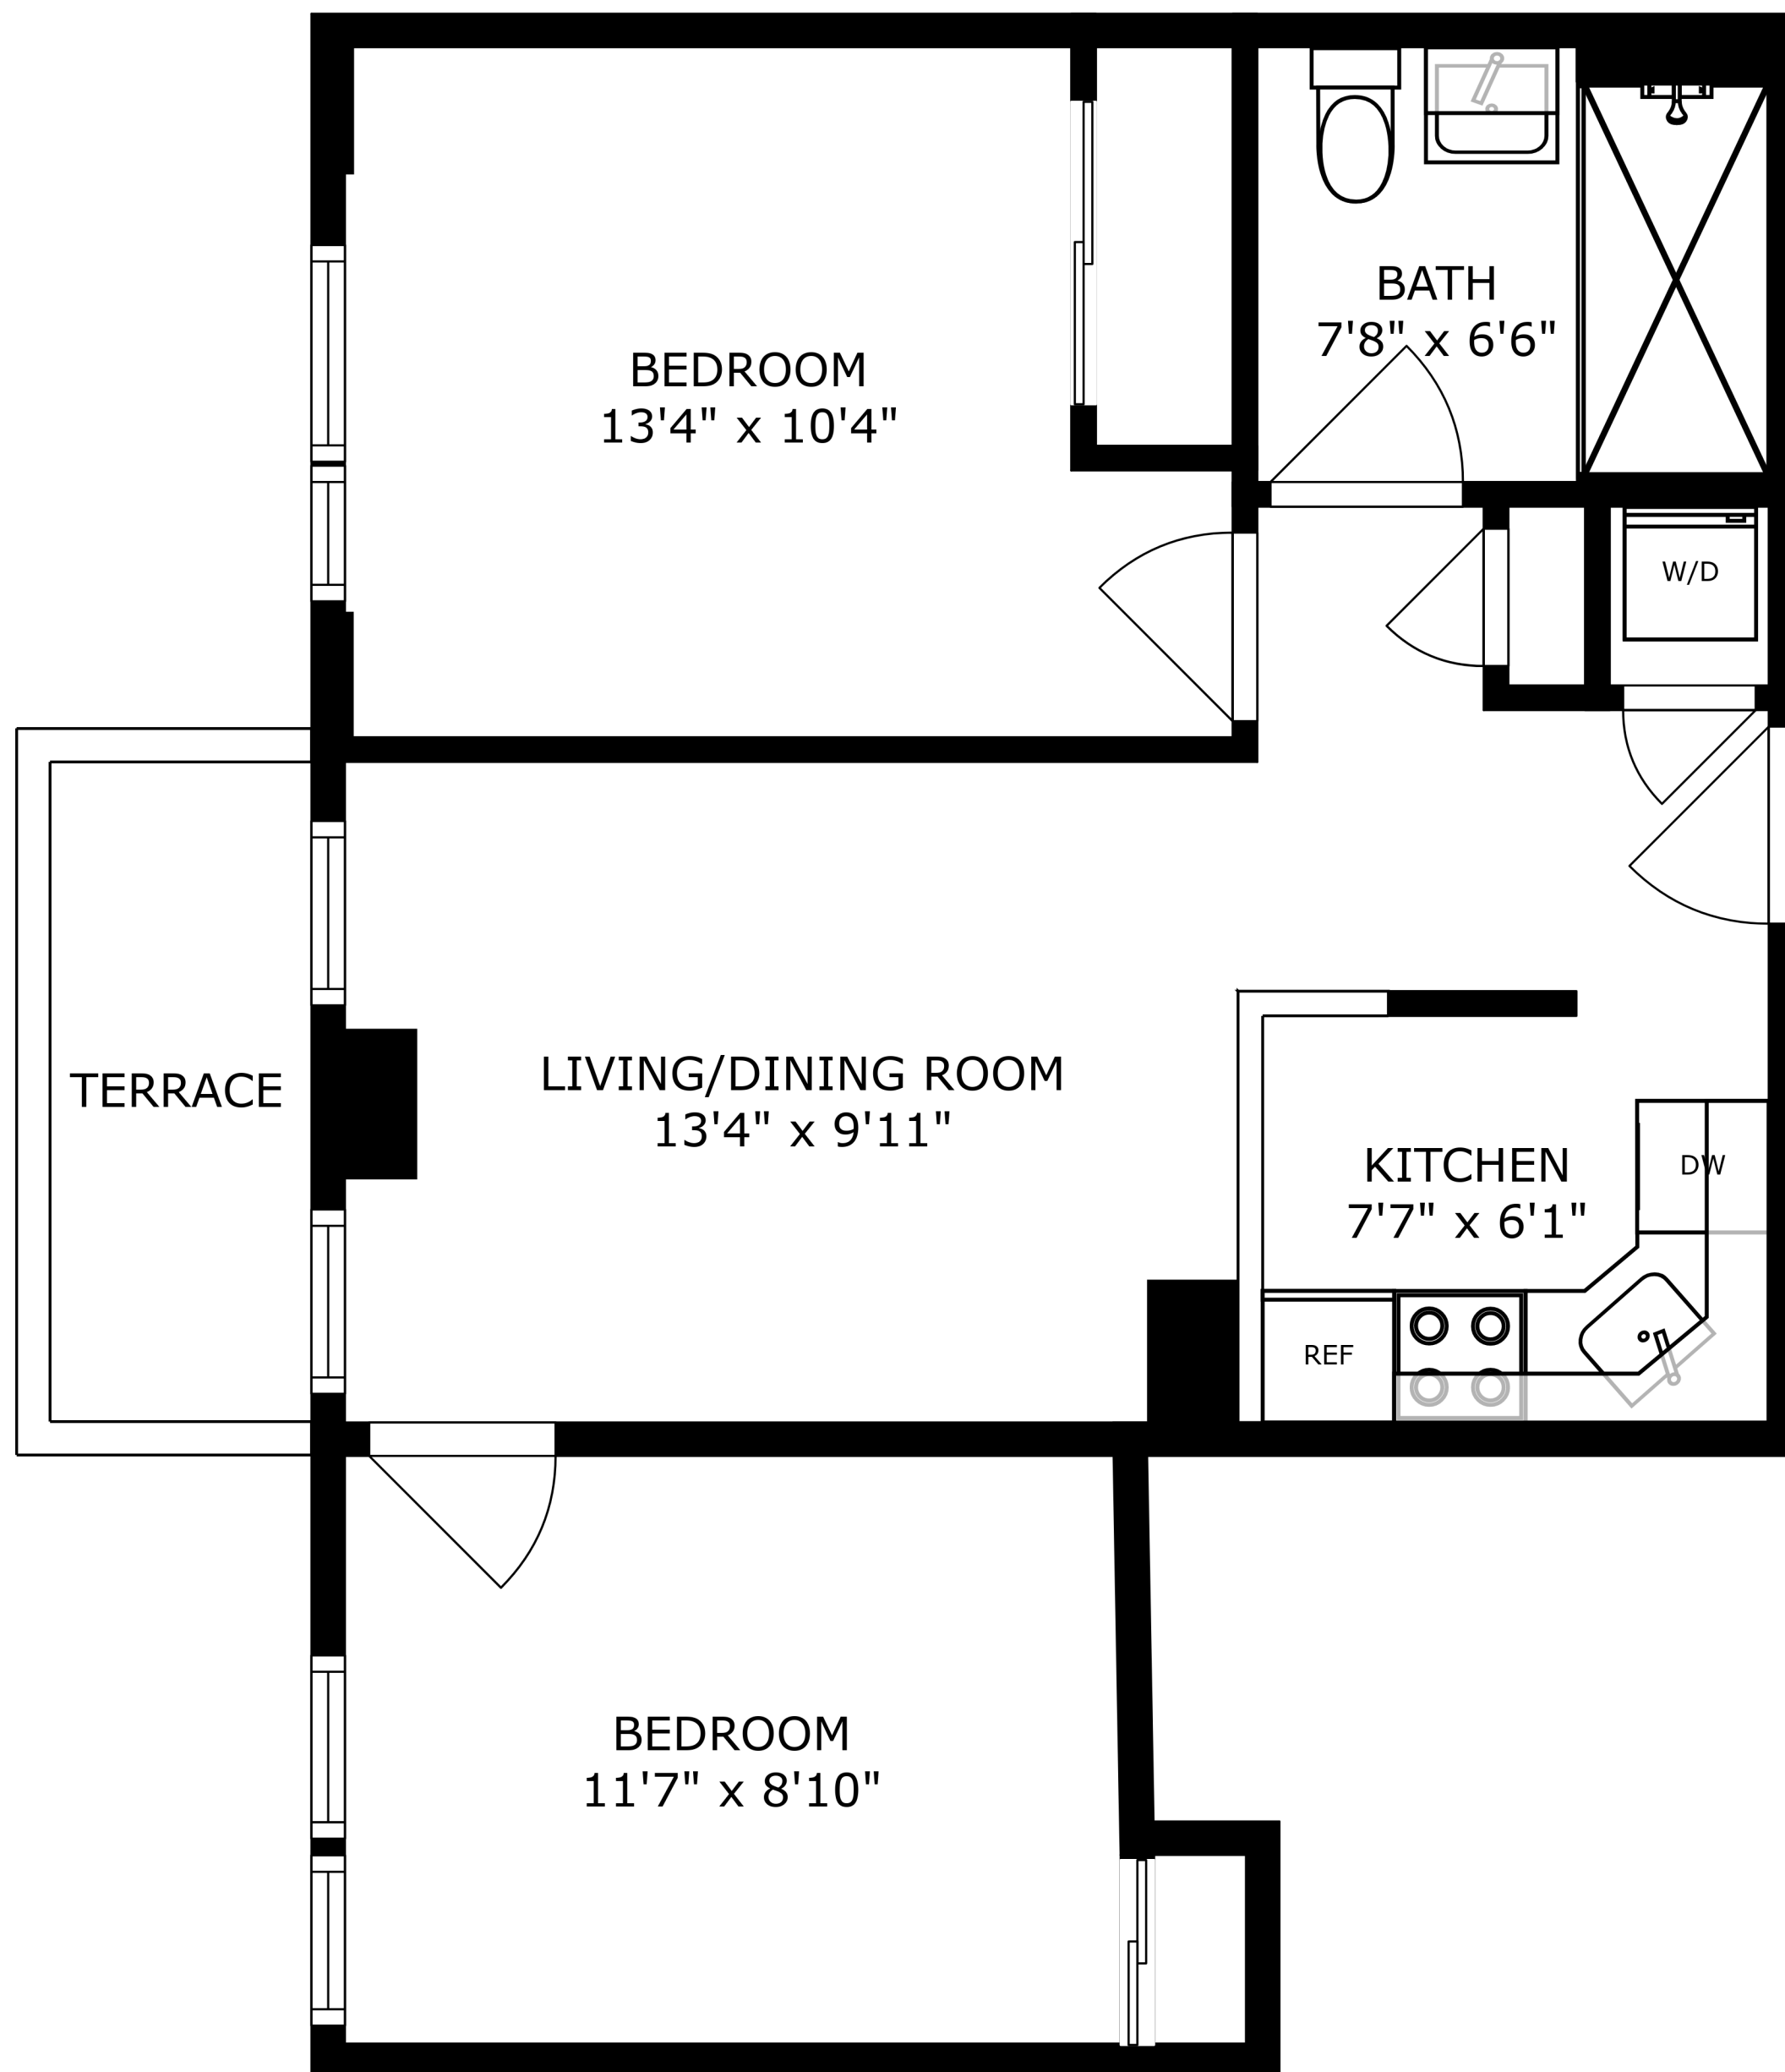 BATH
7'8" x 6'6"
BEDROOM
13'4" x 10'4"
W/D
TERRACE
LIVING/DINING ROOM
13'4" x 9'11"
KITCHEN
7'7" x 6'1"
DW
REF
BEDROOM
11'7" x 8'10"